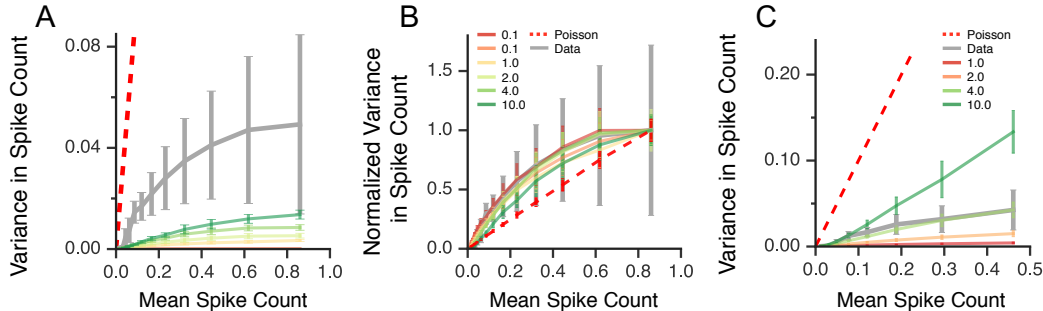 A
Variance in Spike Count
0.08
0.04
0.00
0.0
0.2
0.4
0.6
0.8
1.0
Mean Spike Count
B
Normalized Variance
in Spike Count
0.1
0.1
1.0
2.0
4.0
10.0
Poisson
Data
1.5
1.0
0.5
0.0
0.0
0.2
0.4
0.6
0.8
1.0
Mean Spike Count
C
Variance in Spike Count
Poisson
Data
1.0
2.0
4.0
10.0
0.20
0.10
0.00
0.0
0.1
0.2
0.3
0.4
0.5
Mean Spike Count